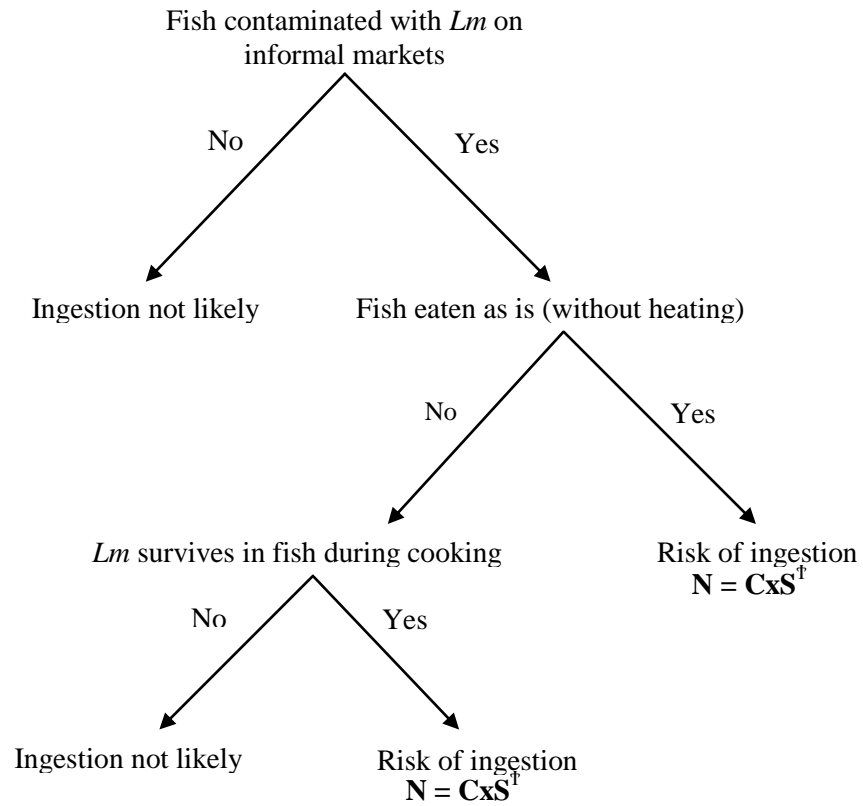 Fish contaminated with Lm on
informal markets
No
Yes
Ingestion not likely
Fish eaten as is (without heating)
No
Yes
Lm survives in fish during cooking
Risk of ingestion
N = CxS†
No
Yes
Ingestion not likely
Risk of ingestion
N = CxS†